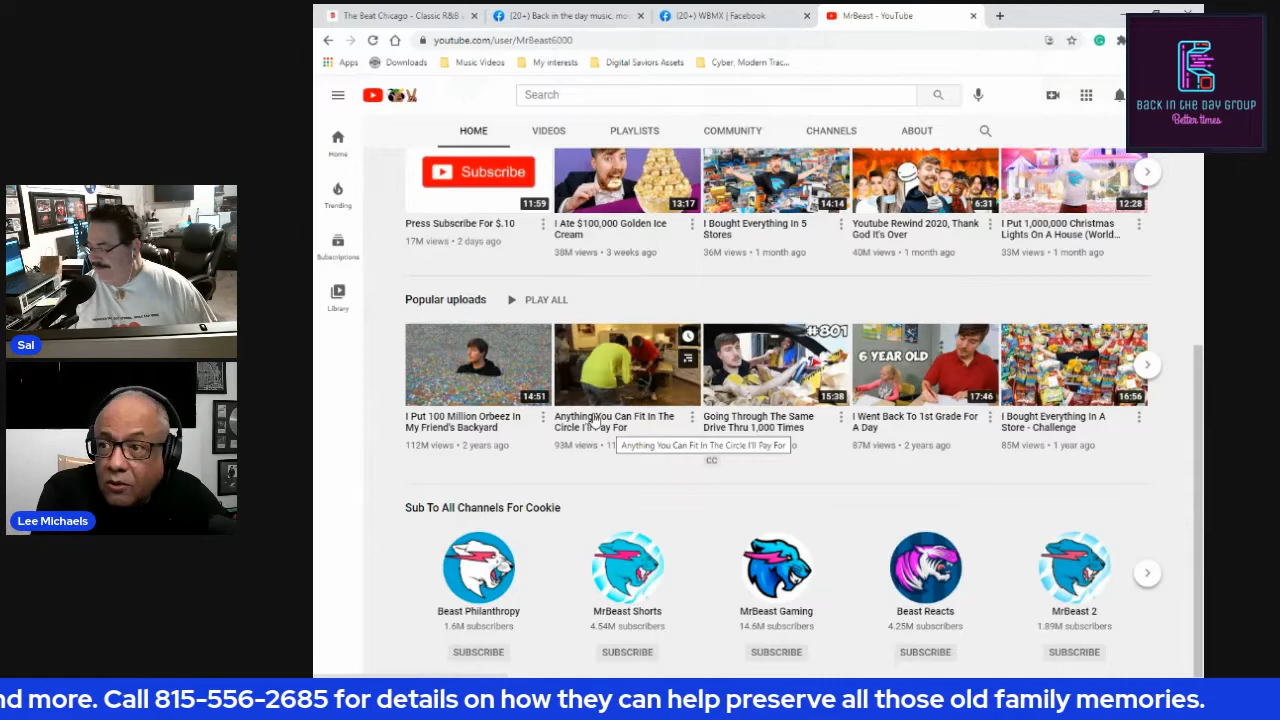 The Beat Chicago - Classic R&B
(20+) Back in the day music, mo
(20+) WBMX | Facebook
MrBeast - YouTube
youtube.com/user/MrBeast6000
Apps
Downloads
Music Videos
My interests
Digital Saviors Assets
Cyber, Modern Trac...
BACK IN THE DAY GROUP
Better times
Search
HOME
VIDEOS
PLAYLISTS
COMMUNITY
CHANNELS
ABOUT
Home
Trending
Subscriptions
Library
Subscribe
11:59
13:17
14:14
6:31
12:28
Press Subscribe For $.10
17M views • 2 days ago
I Ate $100,000 Golden Ice
Cream
38M views • 3 weeks ago
I Bought Everything In 5
Stores
36M views • 1 month ago
Youtube Rewind 2020, Thank
God It's Over
40M views • 1 month ago
I Put 1,000,000 Christmas
Lights On A House (World...
33M views • 1 month ago
Popular uploads
PLAY ALL
14:51
#801
15:38
6 YEAR OLD
17:46
16:56
I Put 100 Million Orbeez In
My Friend's Backyard
112M views • 2 years ago
Anything You Can Fit In The
Circle I'll Pay For
93M views • 11
Anything You Can Fit In The Circle I'll Pay For
Going Through The Same
Drive Thru 1,000 Times
CC
I Went Back To 1st Grade For
A Day
87M views • 2 years ago
I Bought Everything In A
Store - Challenge
85M views • 1 year ago
Sub To All Channels For Cookie
Beast Philanthropy
1.6M subscribers
SUBSCRIBE
MrBeast Shorts
4.54M subscribers
SUBSCRIBE
MrBeast Gaming
14.6M subscribers
SUBSCRIBE
Beast Reacts
4.25M subscribers
SUBSCRIBE
MrBeast 2
1.89M subscribers
SUBSCRIBE
Sal
Lee Michaels
nd more. Call 815-556-2685 for details on how they can help preserve all those old family memories.